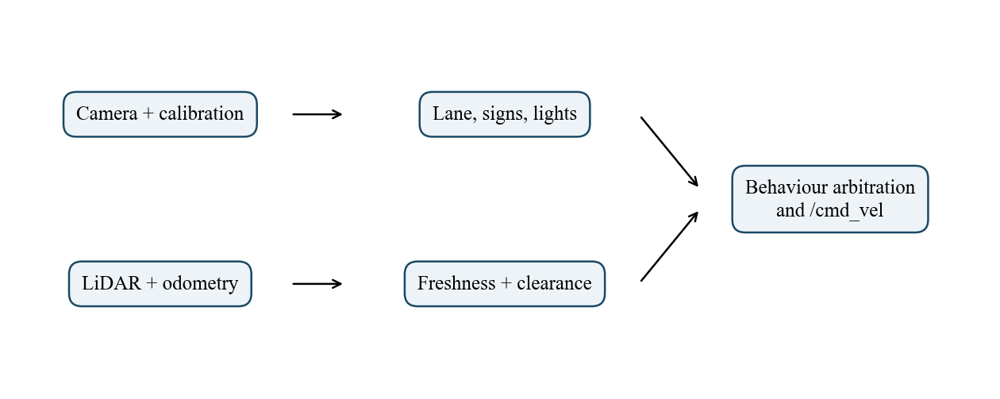 Camera + calibration
Lane, signs, lights
Behaviour arbitration
and /cmd_vel
LiDAR + odometry
Freshness + clearance